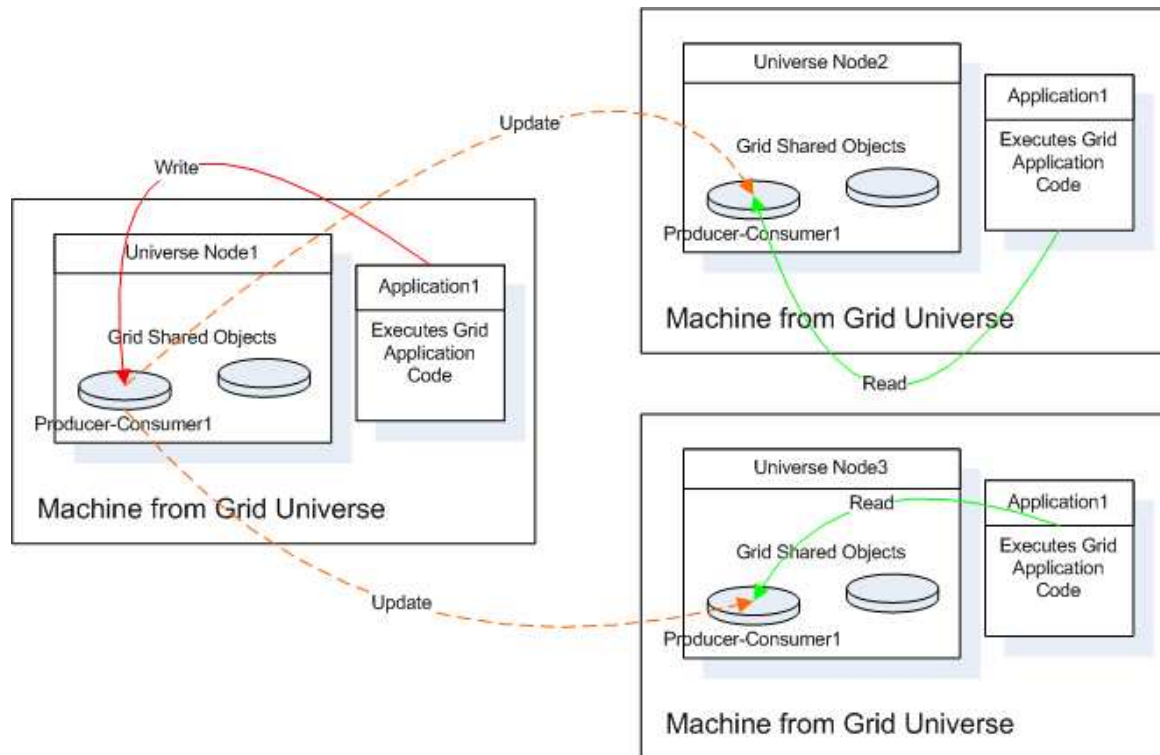 Universe Node2
Application1
Update
Executes Grid
Application
Code
Grid Shared Objects
Write
Producer-Consumer1
Machine from Grid Universe
Read
Universe Node1
Application1
Executes Grid
Application
Code
Grid Shared Objects
Producer-Consumer1
Machine from Grid Universe
Update
Universe Node3
Read
Application1
Executes Grid
Application
Code
Grid Shared Objects
Producer-Consumer1
Machine from Grid Universe